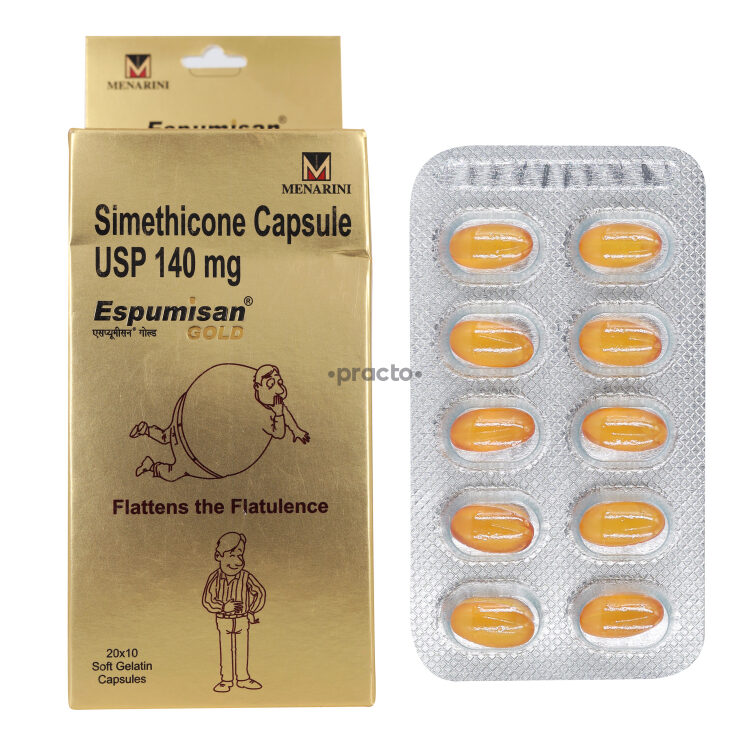 MENARINI
Espumisan®
MENARINI
Simethicone Capsule
USP 140 mg
Espumisan®
एसप्यूमीसन® गोल्ड GOLD
•practo•
Flattens the Flatulence
20x10
Soft Gelatin
Capsules